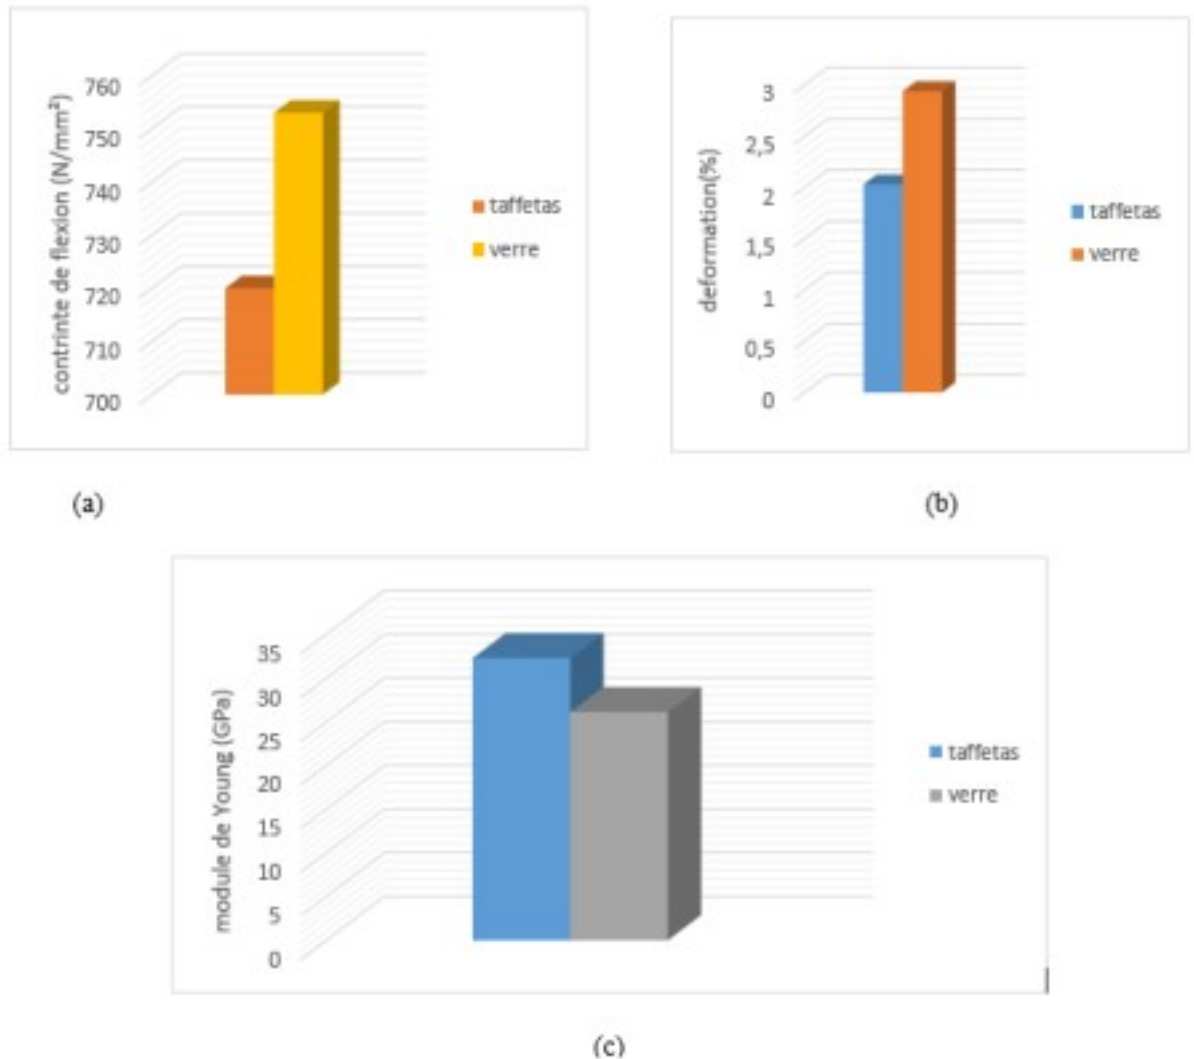 contrinte de flexion (N/mm²)
760
750
740
730
720
710
700
taffetas
verre
(a)
deformation(%)
3
2,5
2
1,5
1
0,5
0
taffetas
verre
(b)
module de Young (GPa)
35
30
25
20
15
10
5
0
taffetas
verre
(c)